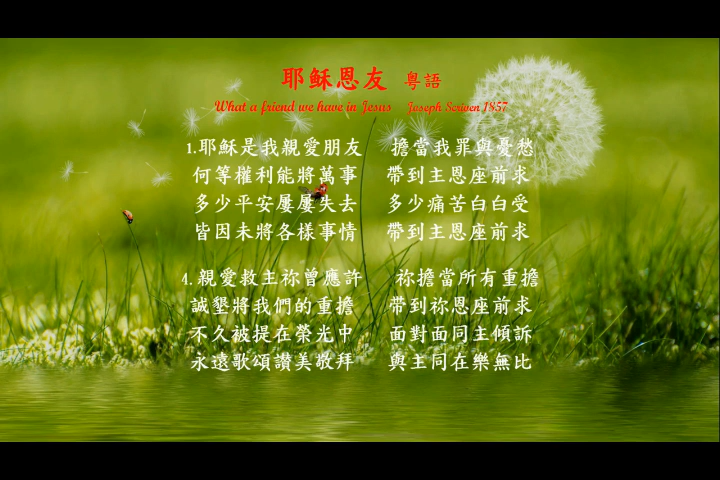 耶穌恩友 粵語
What a friend we have in Jesus Joseph Scriven 1857
1.耶穌是我親愛朋友 擔當我罪與憂愁
何等權利能將萬事 帶到主恩座前求
多少平安屢屢失去 多少痛苦白白受
皆因未將各樣事情 帶到主恩座前求
4.親愛救主祢曾應許 祢擔當所有重擔
誠墾將我們的重擔 帶到祢恩座前求
不久被提在榮光中 面對面同主傾訴
永遠歌頌讚美敬拜 與主同在樂無比